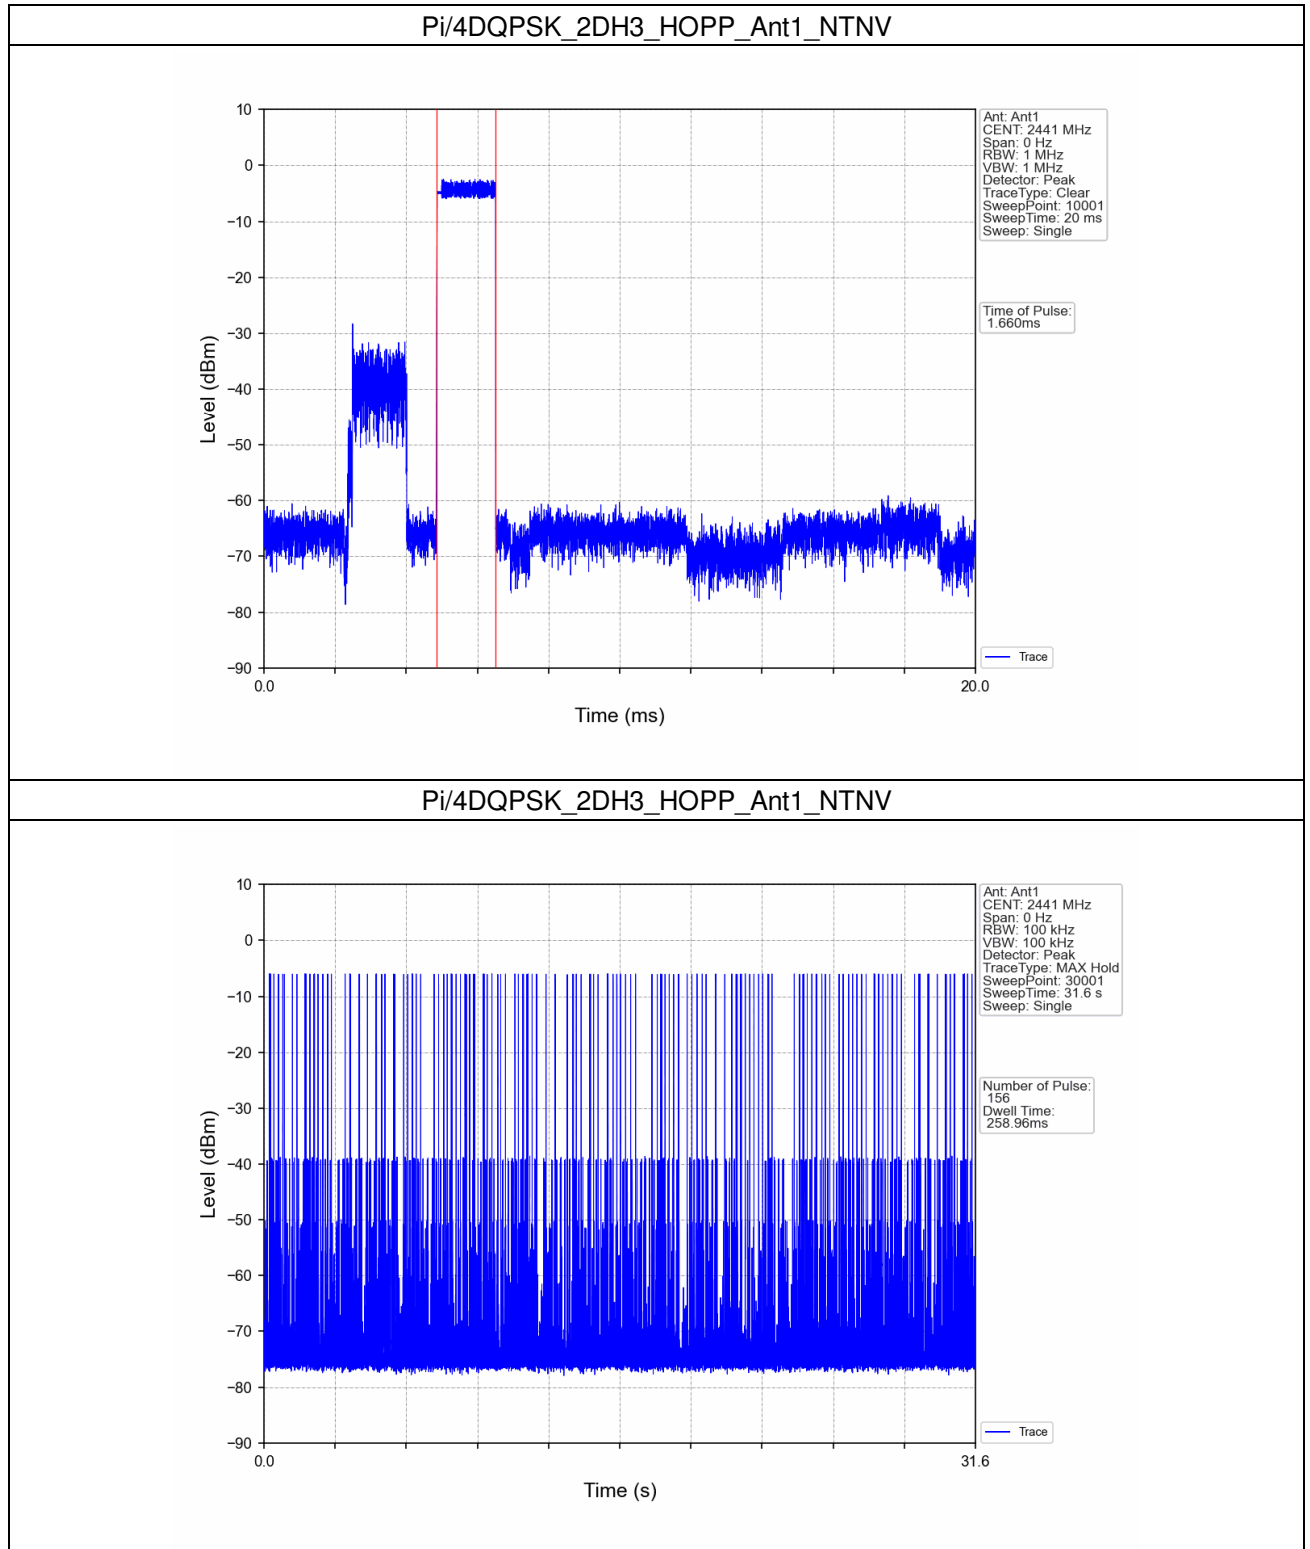 Pi/4DQPSK_2DH3_HOPP_Ant1_NTNV
10
0
−10
−20
−30
−40
−50
−60
−70
−80
−90
Level (dBm)
0.0
20.0
Time (ms)
Ant: Ant1
CENT: 2441 MHz
Span: 0 Hz
RBW: 1 MHz
VBW: 1 MHz
Detector: Peak
TraceType: Clear
SweepPoint: 10001
SweepTime: 20 ms
Sweep: Single
Time of Pulse:
1.660ms
Trace
Pi/4DQPSK_2DH3_HOPP_Ant1_NTNV
10
0
−10
−20
−30
−40
−50
−60
−70
−80
−90
Level (dBm)
0.0
31.6
Time (s)
Ant: Ant1
CENT: 2441 MHz
Span: 0 Hz
RBW: 100 kHz
VBW: 100 kHz
Detector: Peak
TraceType: MAX Hold
SweepPoint: 30001
SweepTime: 31.6 s
Sweep: Single
Number of Pulse:
156
Dwell Time:
258.96ms
Trace